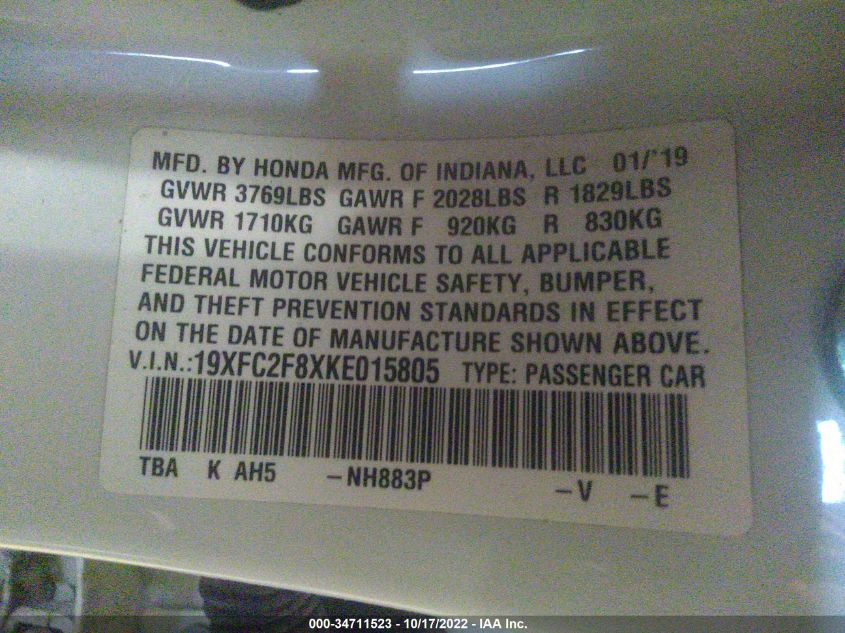 MFD. BY HONDA MFG. OF INDIANA, LLC 01/'19
GVWR 3769LBS GAWR F 2028LBS R 1829LBS
GVWR 1710KG GAWR F 920KG R 830KG
THIS VEHICLE CONFORMS TO ALL APPLICABLE
FEDERAL MOTOR VEHICLE SAFETY, BUMPER,
AND THEFT PREVENTION STANDARDS IN EFFECT
ON THE DATE OF MANUFACTURE SHOWN ABOVE.
V.I.N.:19XFC2F8XKE015805 TYPE: PASSENGER CAR
TBA K AH5 -NH883P -V -E
000-34711523 - 10/17/2022 - IAA Inc.